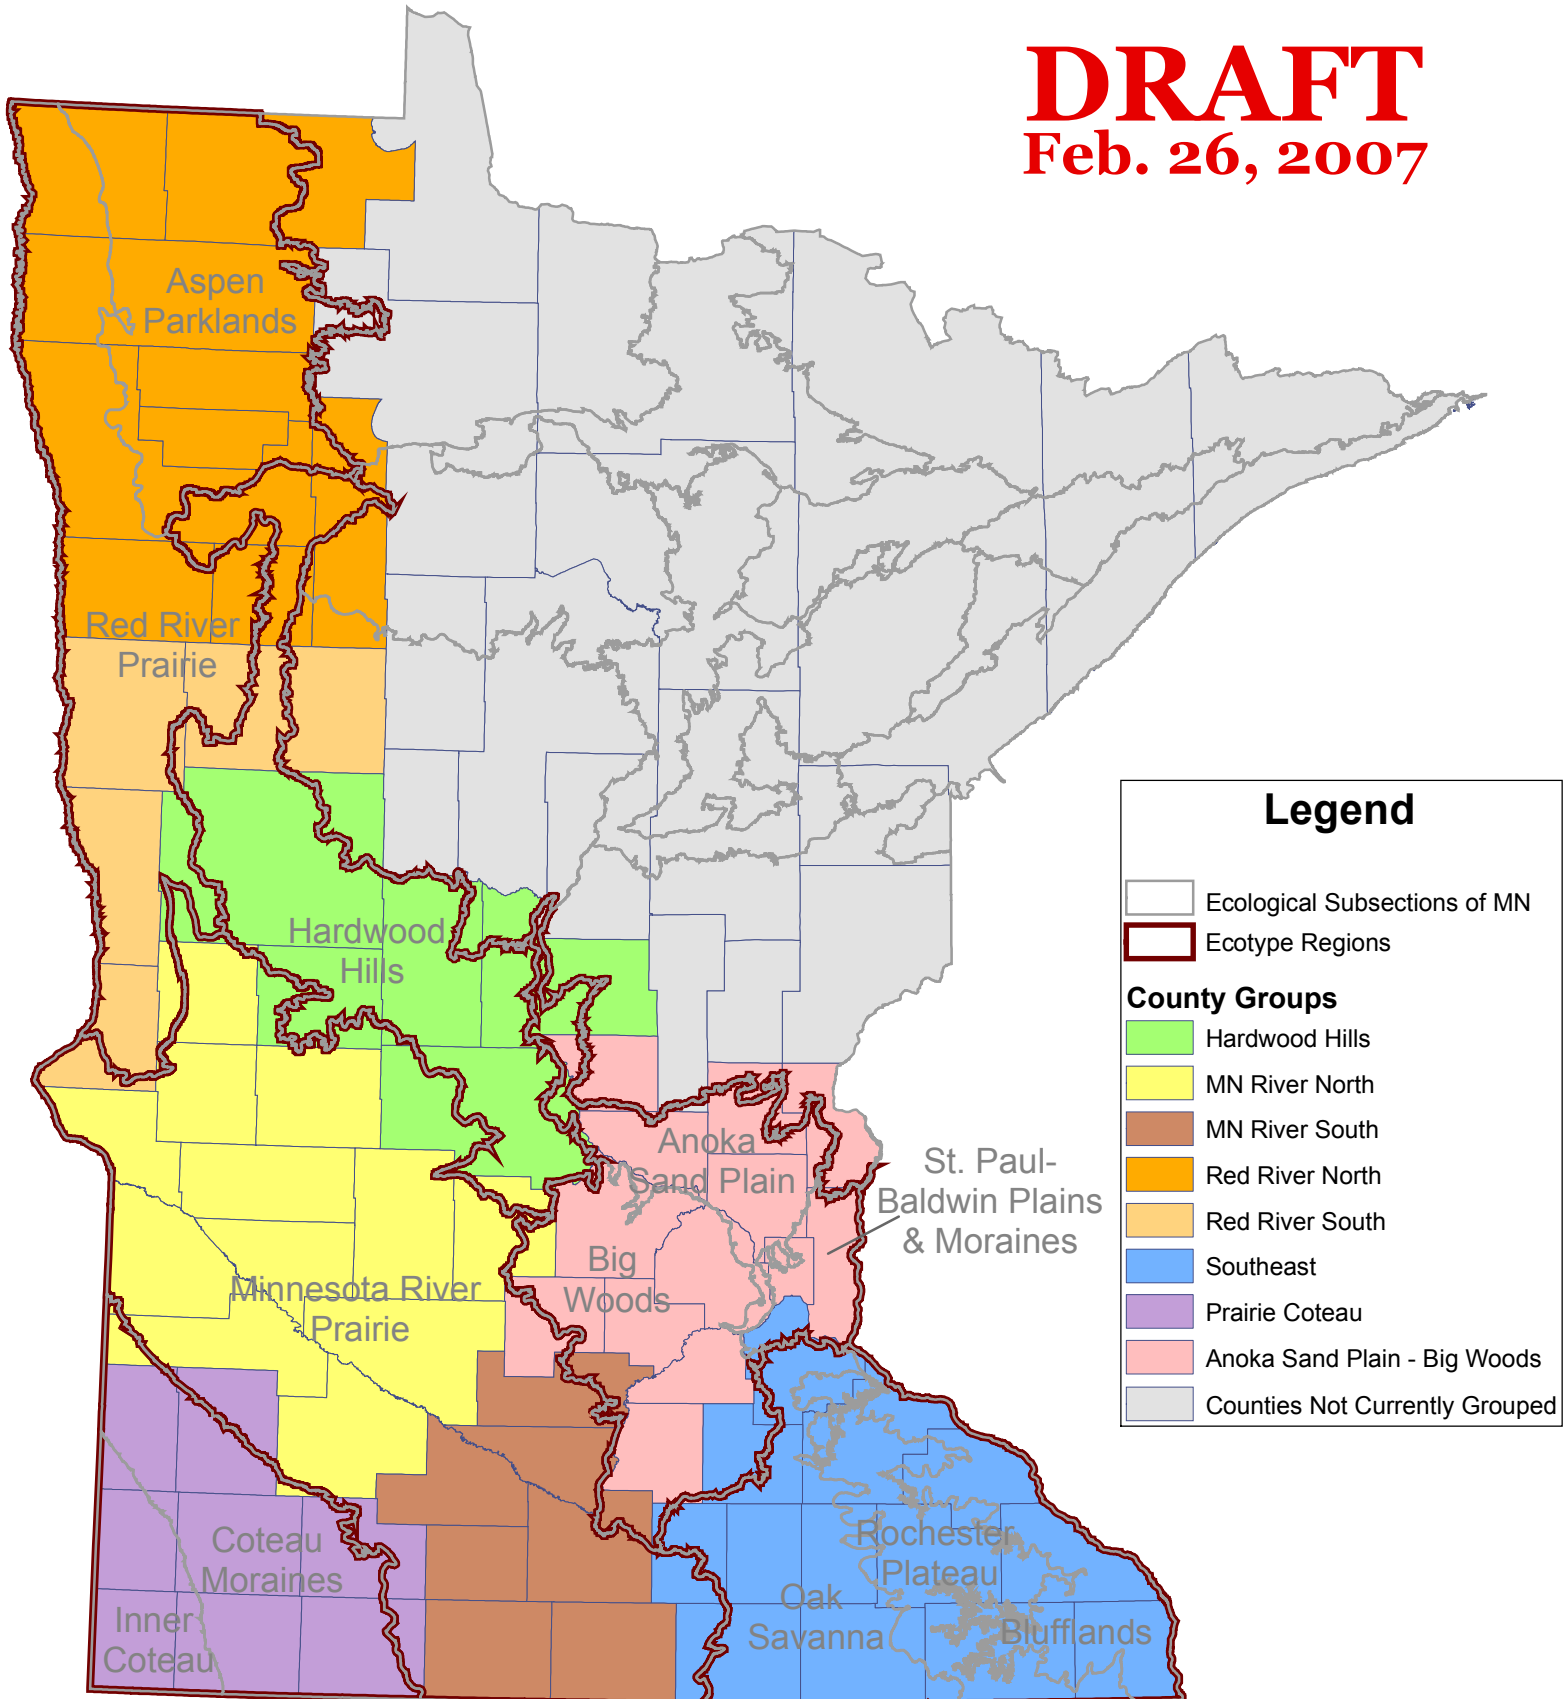 DRAFT
Feb. 26, 2007
Aspen
Parklands
Red River
Prairie
Hardwood
Hills
Anoka
Sand Plain
St. Paul-
Baldwin Plains
& Moraines
Big
Woods
Minnesota River
Prairie
Coteau
Moraines
Inner
Coteau
Rochester
Plateau
Oak
Savanna
Blufflands
Legend
Ecological Subsections of MN
Ecotype Regions
County Groups
Hardwood Hills
MN River North
MN River South
Red River North
Red River South
Southeast
Prairie Coteau
Anoka Sand Plain - Big Woods
Counties Not Currently Grouped